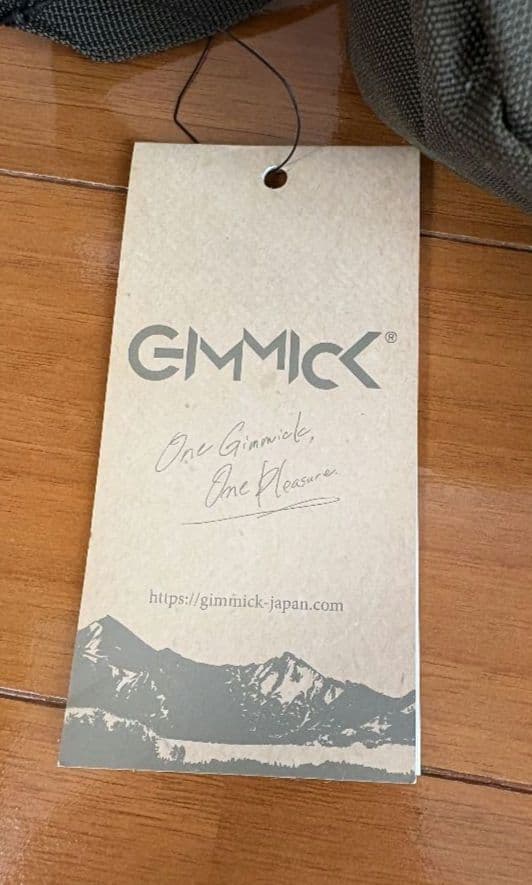 GIMMICK®
One Gimmick,
One Pleasure.
https://gimmick-japan.com